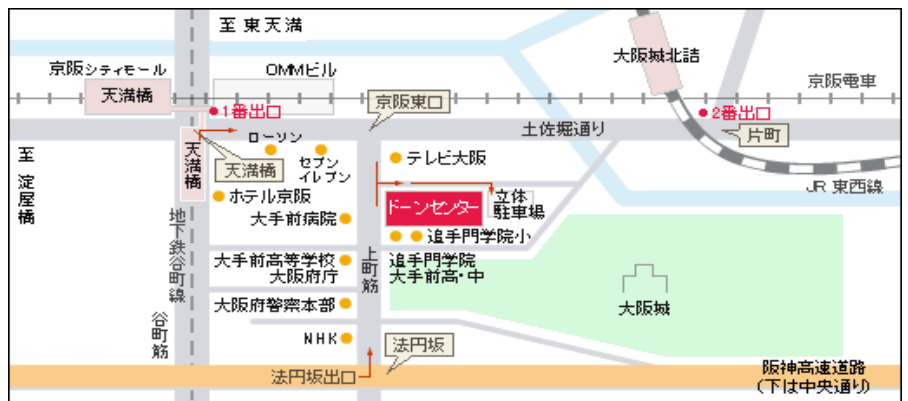 至 東天満
京阪シティモール
OMMビル
大阪城北詰
天満橋
京阪電車
京阪東口
1番出口
2番出口
土佐堀通り
片町
ローソン
天満橋
セブン
イレブン
天満橋
テレビ大阪
至 淀屋橋
JR 東西線
ホテル京阪
ドーンセンター
立体
駐車場
大手前病院
追手門学院小
地下鉄谷町線
上町筋
大手前高等学校
大阪府庁
追手門学院
大手前高・中
大阪府警察本部
大阪城
谷町筋
NHK
法円坂
法円坂出口
阪神高速道路
(下は中央通り)